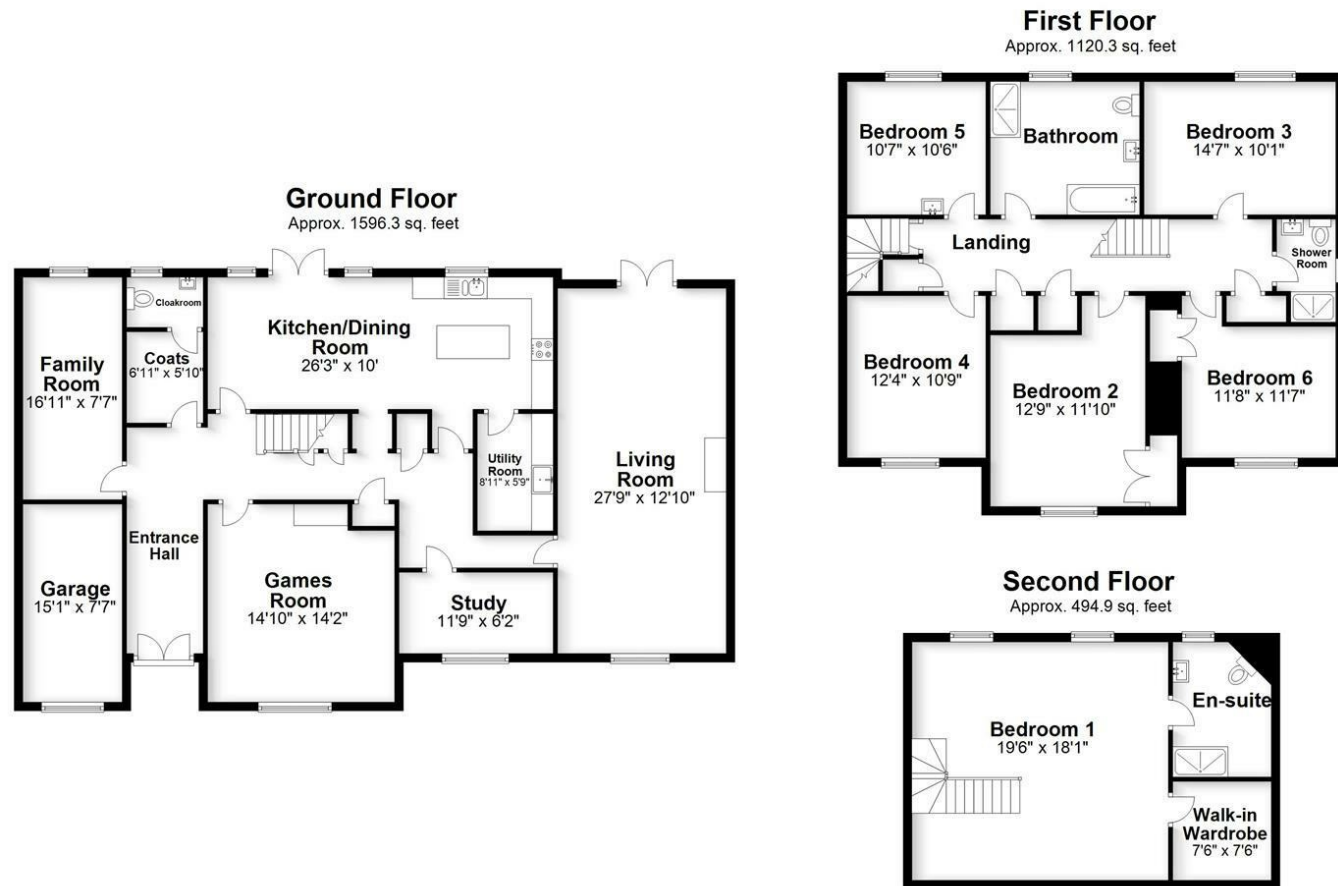 Ground Floor
Approx. 1596.3 sq. feet
Family
Room
16'11" x 7'7"
Cloakroom
Coats
6'11" x 5'10"
Kitchen/Dining
Room
26'3" x 10'
Utility
Room
8'11" x 5'9"
Living
Room
27'9" x 12'10"
Entrance
Hall
Garage
15'1" x 7'7"
Games
Room
14'10" x 14'2"
Study
11'9" x 6'2"
First Floor
Approx. 1120.3 sq. feet
Bedroom 5
10'7" x 10'6"
Bathroom
Bedroom 3
14'7" x 10'1"
Landing
Shower
Room
Bedroom 4
12'4" x 10'9"
Bedroom 2
12'9" x 11'10"
Bedroom 6
11'8" x 11'7"
Second Floor
Approx. 494.9 sq. feet
Bedroom 1
19'6" x 18'1"
En-suite
Walk-in
Wardrobe
7'6" x 7'6"